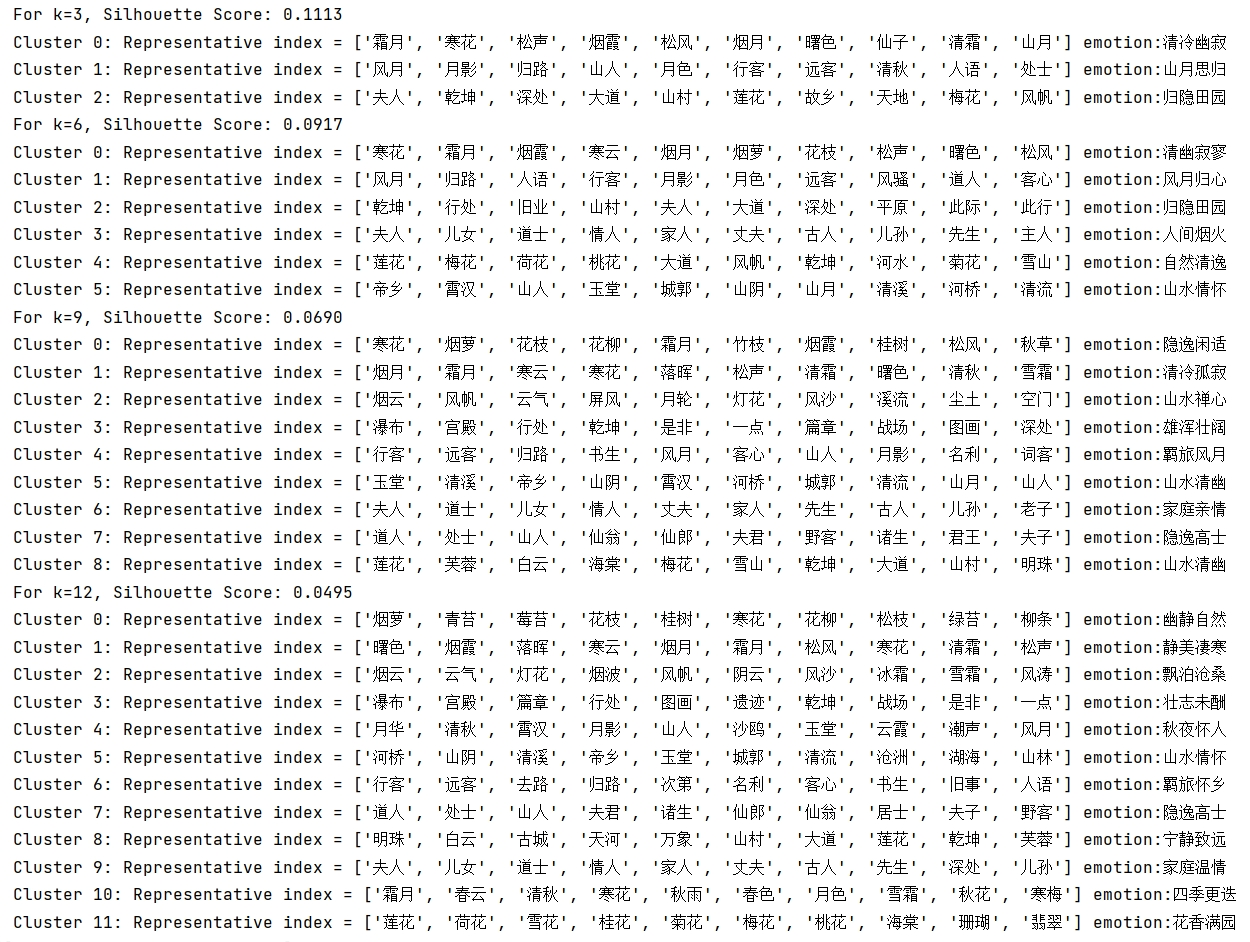 For k=3, Silhouette Score: 0.1113
Cluster 0: Representative index = ['霜月', '寒花', '松声', '烟霞', '松风', '烟月', '曙色', '仙子', '清霜', '山月'] emotion:清冷幽寂
Cluster 1: Representative index = ['风月', '月影', '归路', '山人', '月色', '行客', '远客', '清秋', '人语', '处士'] emotion:山月思归
Cluster 2: Representative index = ['夫人', '乾坤', '深处', '大道', '山村', '莲花', '故乡', '天地', '梅花', '风帆'] emotion:归隐田园
For k=6, Silhouette Score: 0.0917
Cluster 0: Representative index = ['寒花', '霜月', '烟霞', '寒云', '烟月', '烟萝', '花枝', '松声', '曙色', '松风'] emotion:清幽寂寥
Cluster 1: Representative index = ['风月', '归路', '人语', '行客', '月影', '月色', '远客', '风骚', '道人', '客心'] emotion:风月归心
Cluster 2: Representative index = ['乾坤', '行处', '旧业', '山村', '夫人', '大道', '深处', '平原', '此际', '此行'] emotion:归隐田园
Cluster 3: Representative index = ['夫人', '儿女', '道士', '情人', '家人', '丈夫', '古人', '儿孙', '先生', '主人'] emotion:人间烟火
Cluster 4: Representative index = ['莲花', '梅花', '荷花', '桃花', '大道', '风帆', '乾坤', '河水', '菊花', '雪山'] emotion:自然清逸
Cluster 5: Representative index = ['帝乡', '霄汉', '山人', '玉堂', '城郭', '山阴', '山月', '清溪', '河桥', '清流'] emotion:山水情怀
For k=9, Silhouette Score: 0.0690
Cluster 0: Representative index = ['寒花', '烟萝', '花枝', '花柳', '霜月', '竹枝', '烟霞', '桂树', '松风', '秋草'] emotion:隐逸闲适
Cluster 1: Representative index = ['烟月', '霜月', '寒云', '寒花', '落晖', '松声', '清霜', '曙色', '清秋', '雪霜'] emotion:清冷孤寂
Cluster 2: Representative index = ['烟云', '风帆', '云气', '屏风', '月轮', '灯花', '风沙', '溪流', '尘土', '空门'] emotion:山水禅心
Cluster 3: Representative index = ['瀑布', '宫殿', '行处', '乾坤', '是非', '一点', '篇章', '战场', '图画', '深处'] emotion:雄浑壮阔
Cluster 4: Representative index = ['行客', '远客', '归路', '书生', '风月', '客心', '山人', '月影', '名利', '词客'] emotion:羁旅风月
Cluster 5: Representative index = ['玉堂', '清溪', '帝乡', '山阴', '霄汉', '河桥', '城郭', '清流', '山月', '山人'] emotion:山水清幽
Cluster 6: Representative index = ['夫人', '道士', '儿女', '情人', '丈夫', '家人', '先生', '古人', '儿孙', '老子'] emotion:家庭亲情
Cluster 7: Representative index = ['道人', '处士', '山人', '仙翁', '仙郎', '夫君', '野客', '诸生', '君王', '夫子'] emotion:隐逸高士
Cluster 8: Representative index = ['莲花', '芙蓉', '白云', '海棠', '梅花', '雪山', '乾坤', '大道', '山村', '明珠'] emotion:山水清幽
For k=12, Silhouette Score: 0.0495
Cluster 0: Representative index = ['烟萝', '青苔', '莓苔', '花枝', '桂树', '寒花', '花柳', '松枝', '绿苔', '柳条'] emotion:幽静自然
Cluster 1: Representative index = ['曙色', '烟霞', '落晖', '寒云', '烟月', '霜月', '松风', '寒花', '清霜', '松声'] emotion:静美凄寒
Cluster 2: Representative index = ['烟云', '云气', '灯花', '烟波', '风帆', '阴云', '风沙', '冰霜', '雪霜', '风涛'] emotion:飘泊沧桑
Cluster 3: Representative index = ['瀑布', '宫殿', '篇章', '行处', '图画', '遗迹', '乾坤', '战场', '是非', '一点'] emotion:壮志未酬
Cluster 4: Representative index = ['月华', '清秋', '霄汉', '月影', '山人', '沙鸥', '玉堂', '云霞', '潮声', '风月'] emotion:秋夜怀人
Cluster 5: Representative index = ['河桥', '山阴', '清溪', '帝乡', '玉堂', '城郭', '清流', '沧洲', '湖海', '山林'] emotion:山水情怀
Cluster 6: Representative index = ['行客', '远客', '去路', '归路', '次第', '名利', '客心', '书生', '旧事', '人语'] emotion:羁旅怀乡
Cluster 7: Representative index = ['道人', '处士', '山人', '夫君', '诸生', '仙郎', '仙翁', '居士', '夫子', '野客'] emotion:隐逸高士
Cluster 8: Representative index = ['明珠', '白云', '古城', '天河', '万象', '山村', '大道', '莲花', '乾坤', '芙蓉'] emotion:宁静致远
Cluster 9: Representative index = ['夫人', '儿女', '道士', '情人', '家人', '丈夫', '古人', '先生', '深处', '儿孙'] emotion:家庭温情
Cluster 10: Representative index = ['霜月', '春云', '清秋', '寒花', '秋雨', '春色', '月色', '雪霜', '秋花', '寒梅'] emotion:四季更迭
Cluster 11: Representative index = ['莲花', '荷花', '雪花', '桂花', '菊花', '梅花', '桃花', '海棠', '珊瑚', '翡翠'] emotion:花香满园